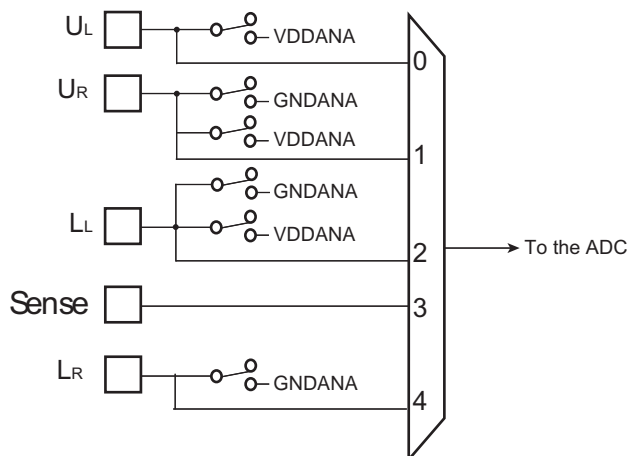 UL
VDDANA
0
UR
GNDANA
VDDANA
1
GNDANA
LL
VDDANA
2
To the ADC
Sense
3
LR
GNDANA
4